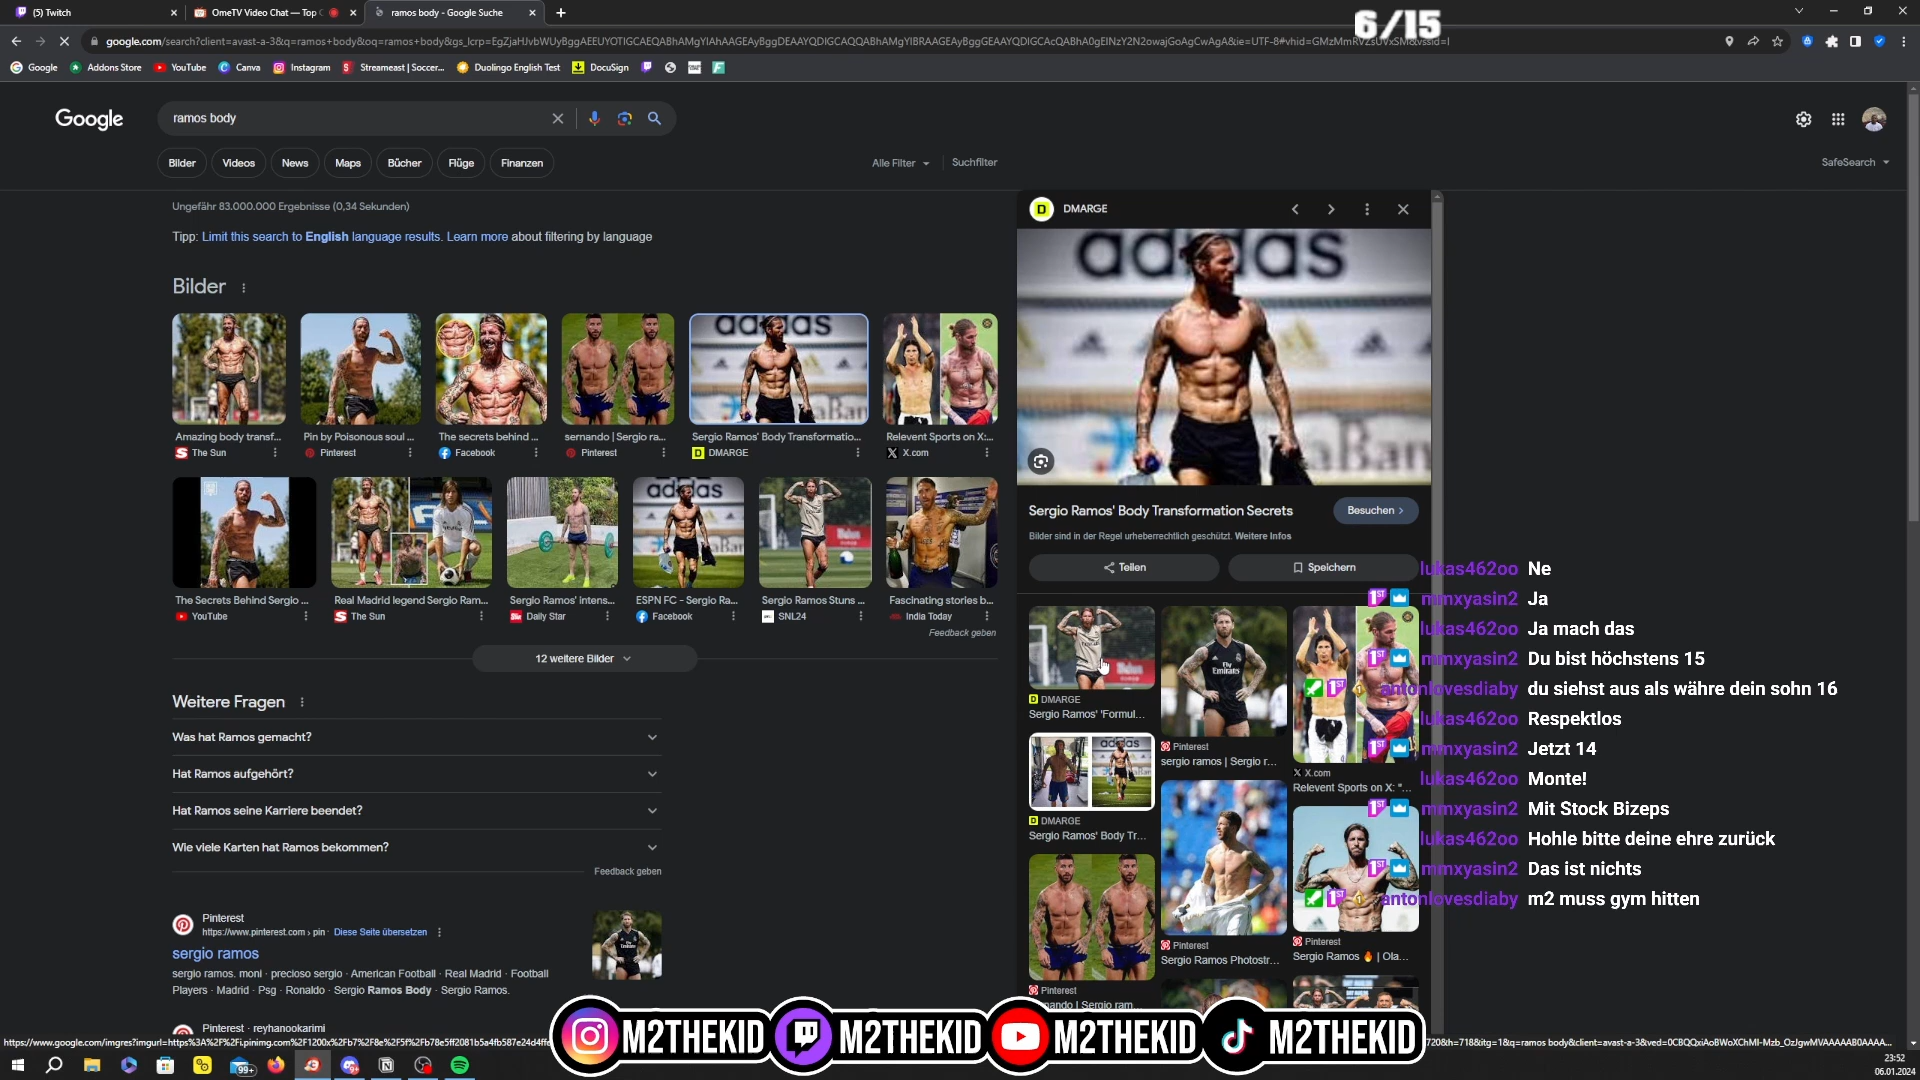 (5) Twitch
OmeTV Video Chat — Top
ramos body - Google Suche
6/15
Google
Addons Store
YouTube
Canva
Instagram
Streameast | Soccer...
Duolingo English Test
DocuSign
Google
ramos body
Bilder
Videos
News
Maps
Bücher
Flüge
Finanzen
Alle Filter
Suchfilter
SafeSearch
Ungefähr 83.000.000 Ergebnisse (0,34 Sekunden)
Tipp: Limit this search to English language results. Learn more about filtering by language
Bilder
Amazing body transf...
The Sun
Pin by Poisonous soul ...
Pinterest
The secrets behind ...
Facebook
sernando | Sergio ra...
Pinterest
Sergio Ramos' Body Transformatio...
DMARGE
Relevent Sports on X:...
X.com
The Secrets Behind Sergio ...
YouTube
Real Madrid legend Sergio Ram...
The Sun
Sergio Ramos' intens...
Daily Star
ESPN FC - Sergio Ra...
Facebook
Sergio Ramos Stuns ...
SNL24
Fascinating stories b...
India Today
Feedback geben
12 weitere Bilder
Weitere Fragen
Was hat Ramos gemacht?
Hat Ramos aufgehört?
Hat Ramos seine Karriere beendet?
Wie viele Karten hat Ramos bekommen?
Feedback geben
Pinterest
https://www.pinterest.com › pin · Diese Seite übersetzen
sergio ramos
sergio ramos. moni · precioso sergio · American Football · Real Madrid · Football
Players · Madrid · Psg · Ronaldo · Sergio Ramos Body · Sergio Ramos.
Pinterest · reyhanookarimi
DMARGE
adidas
Sergio Ramos' Body Transformation Secrets
Besuchen
Bilder sind in der Regel urheberrechtlich geschützt. Weitere Infos
Teilen
Speichern
DMARGE
Sergio Ramos' 'Formul...
Pinterest
sergio ramos | Sergio r...
X.com
Relevent Sports on X: "...
DMARGE
Sergio Ramos' Body Tr...
Pinterest
Sergio Ramos Photostr...
Pinterest
Sergio Ramos 🔥 | Ola...
Pinterest
lukas462oo Ne
mmxyasin2 Ja
lukas462oo Ja mach das
mmxyasin2 Du bist höchstens 15
antonlovesdiaby du siehst aus als währe dein sohn 16
lukas462oo Respektlos
mmxyasin2 Jetzt 14
lukas462oo Monte!
mmxyasin2 Mit Stock Bizeps
lukas462oo Hohle bitte deine ehre zurück
mmxyasin2 Das ist nichts
antonlovesdiaby m2 muss gym hitten
M2THEKID
M2THEKID
M2THEKID
M2THEKID
99+
23:52
06.01.2024